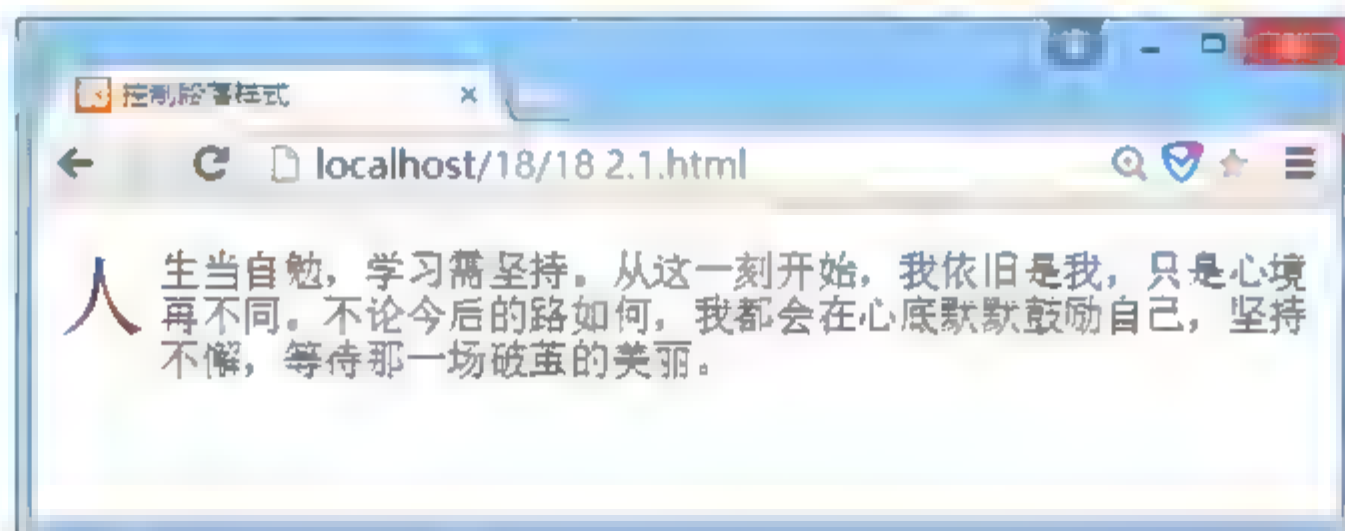 控制段落样式
localhost/18/18 2.1.html
人生当自勉，学习需坚持。从这一刻开始，我依旧是我，只是心境
再不同。不论今后的路如何，我都会在心底默默鼓励自己，坚持
不懈，等待那一场破茧的美丽。